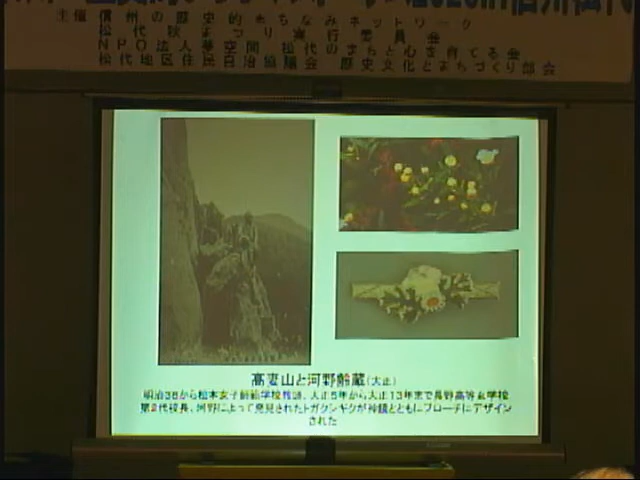 主催 信州の歴史的まちなみネットワーク
松代秋まつり実行委員会
NPO法人夢空間 松代のまちと心を育てる会
松代地区住民自治協議会 歴史文化とまちづくり部会
高妻山と河野齢蔵(大正)
明治36から松本女子師範学校教諭、大正5年から大正13年まで長野高等女学校
第2代校長、河野によって発見されたトガクシギクが神鏡とともにブローチにデザイン
された